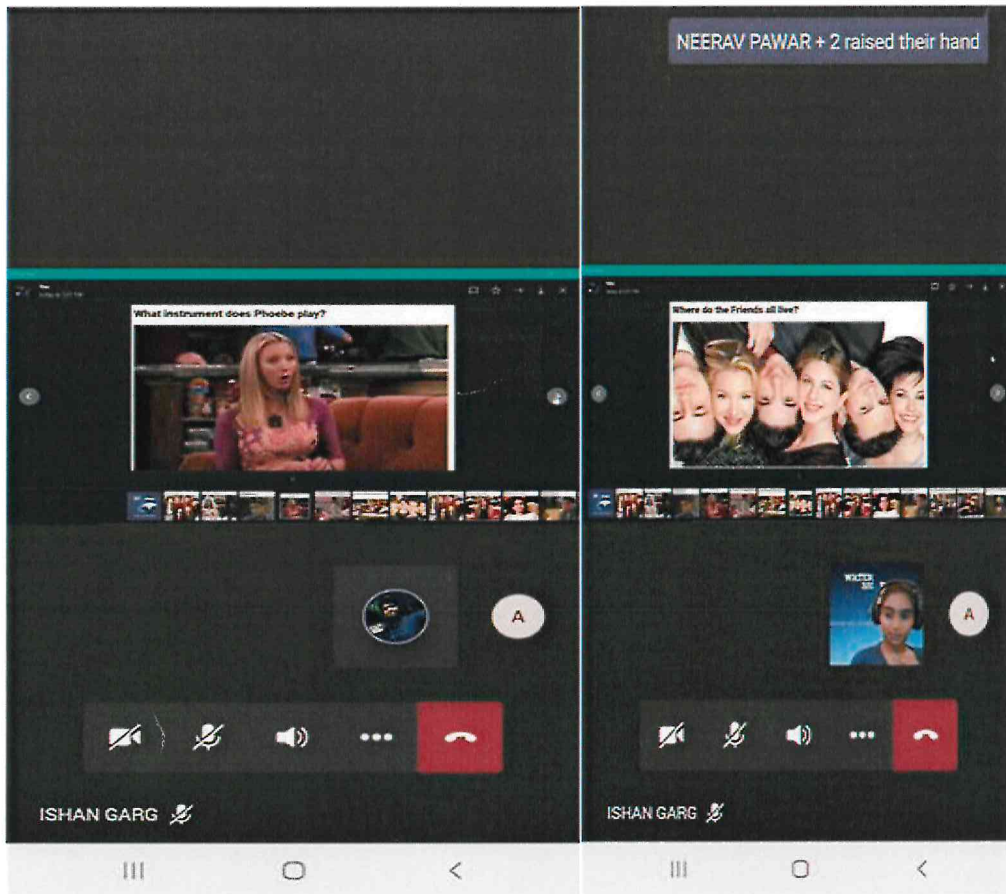 What instrument does Phoebe play?
A
ISHAN GARG
NEERAV PAWAR + 2 raised their hand
Where do the Friends all live?
A
ISHAN GARG